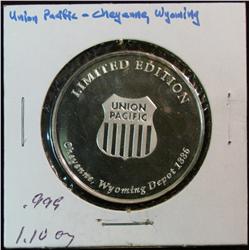 Union Pacific - Cheyenne, Wyoming
LIMITED EDITION
UNION
PACIFIC
Cheyenne, Wyoming Depot 1886
.999
1.10 oz